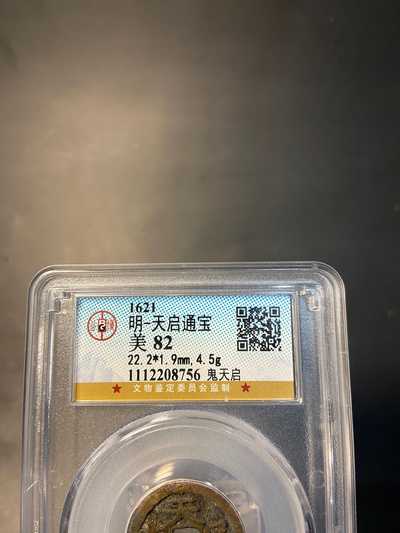 1621
明-天启通宝
美 82
22.2*1.9mm,4.5g
1112208756 鬼天启
★ 文物鉴定委员会监制 ★